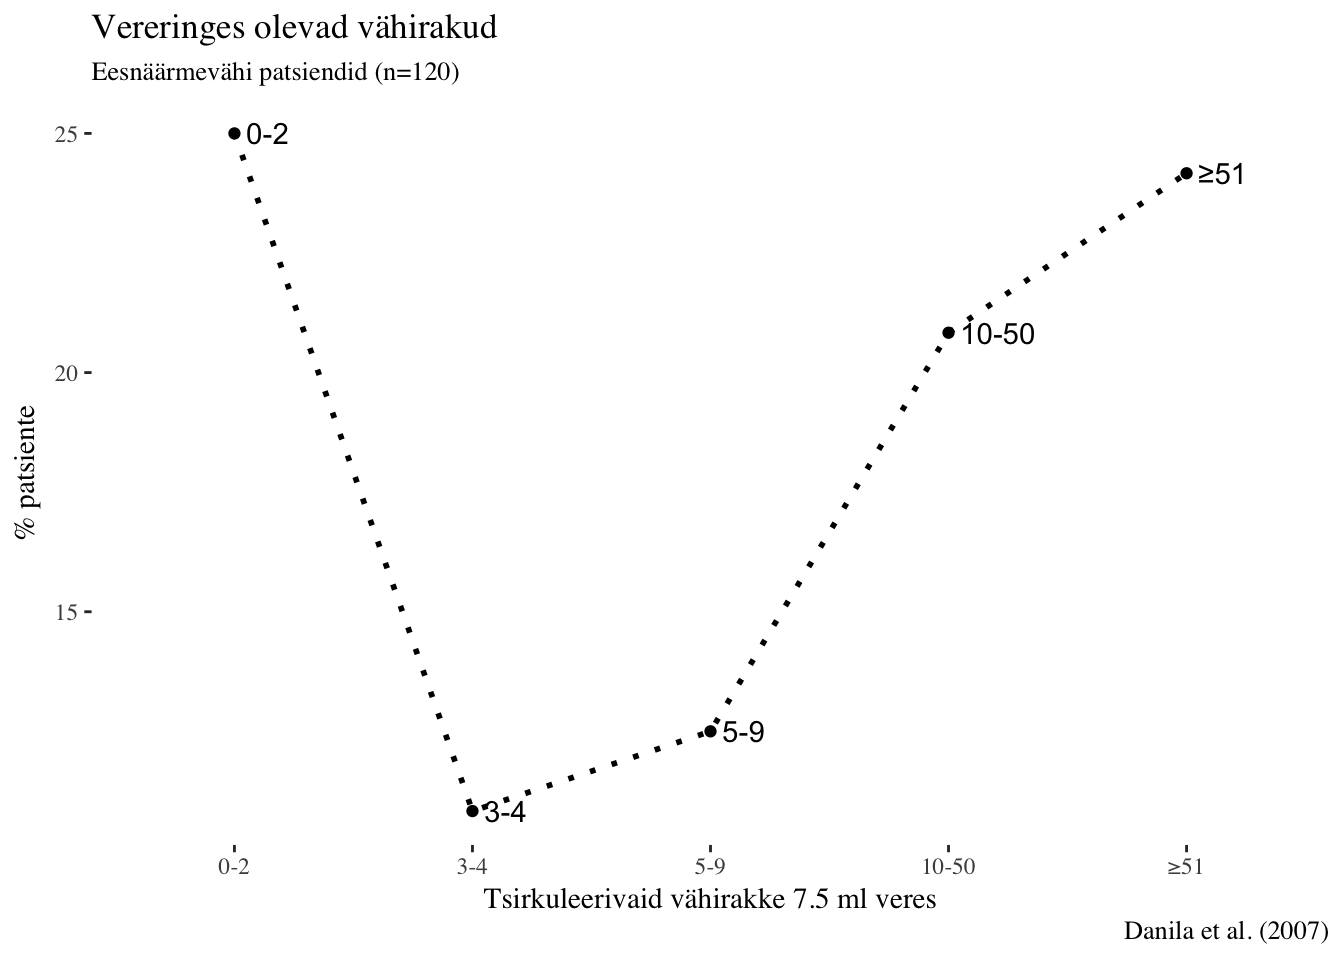 Vereringes olevad vähirakud
Eesnäärmevähi patsiendid (n=120)
% patsiente
25
20
15
0-2
3-4
5-9
10-50
≥51
0-2
3-4
5-9
10-50
≥51
Tsirkuleerivaid vähirakke 7.5 ml veres
Danila et al. (2007)